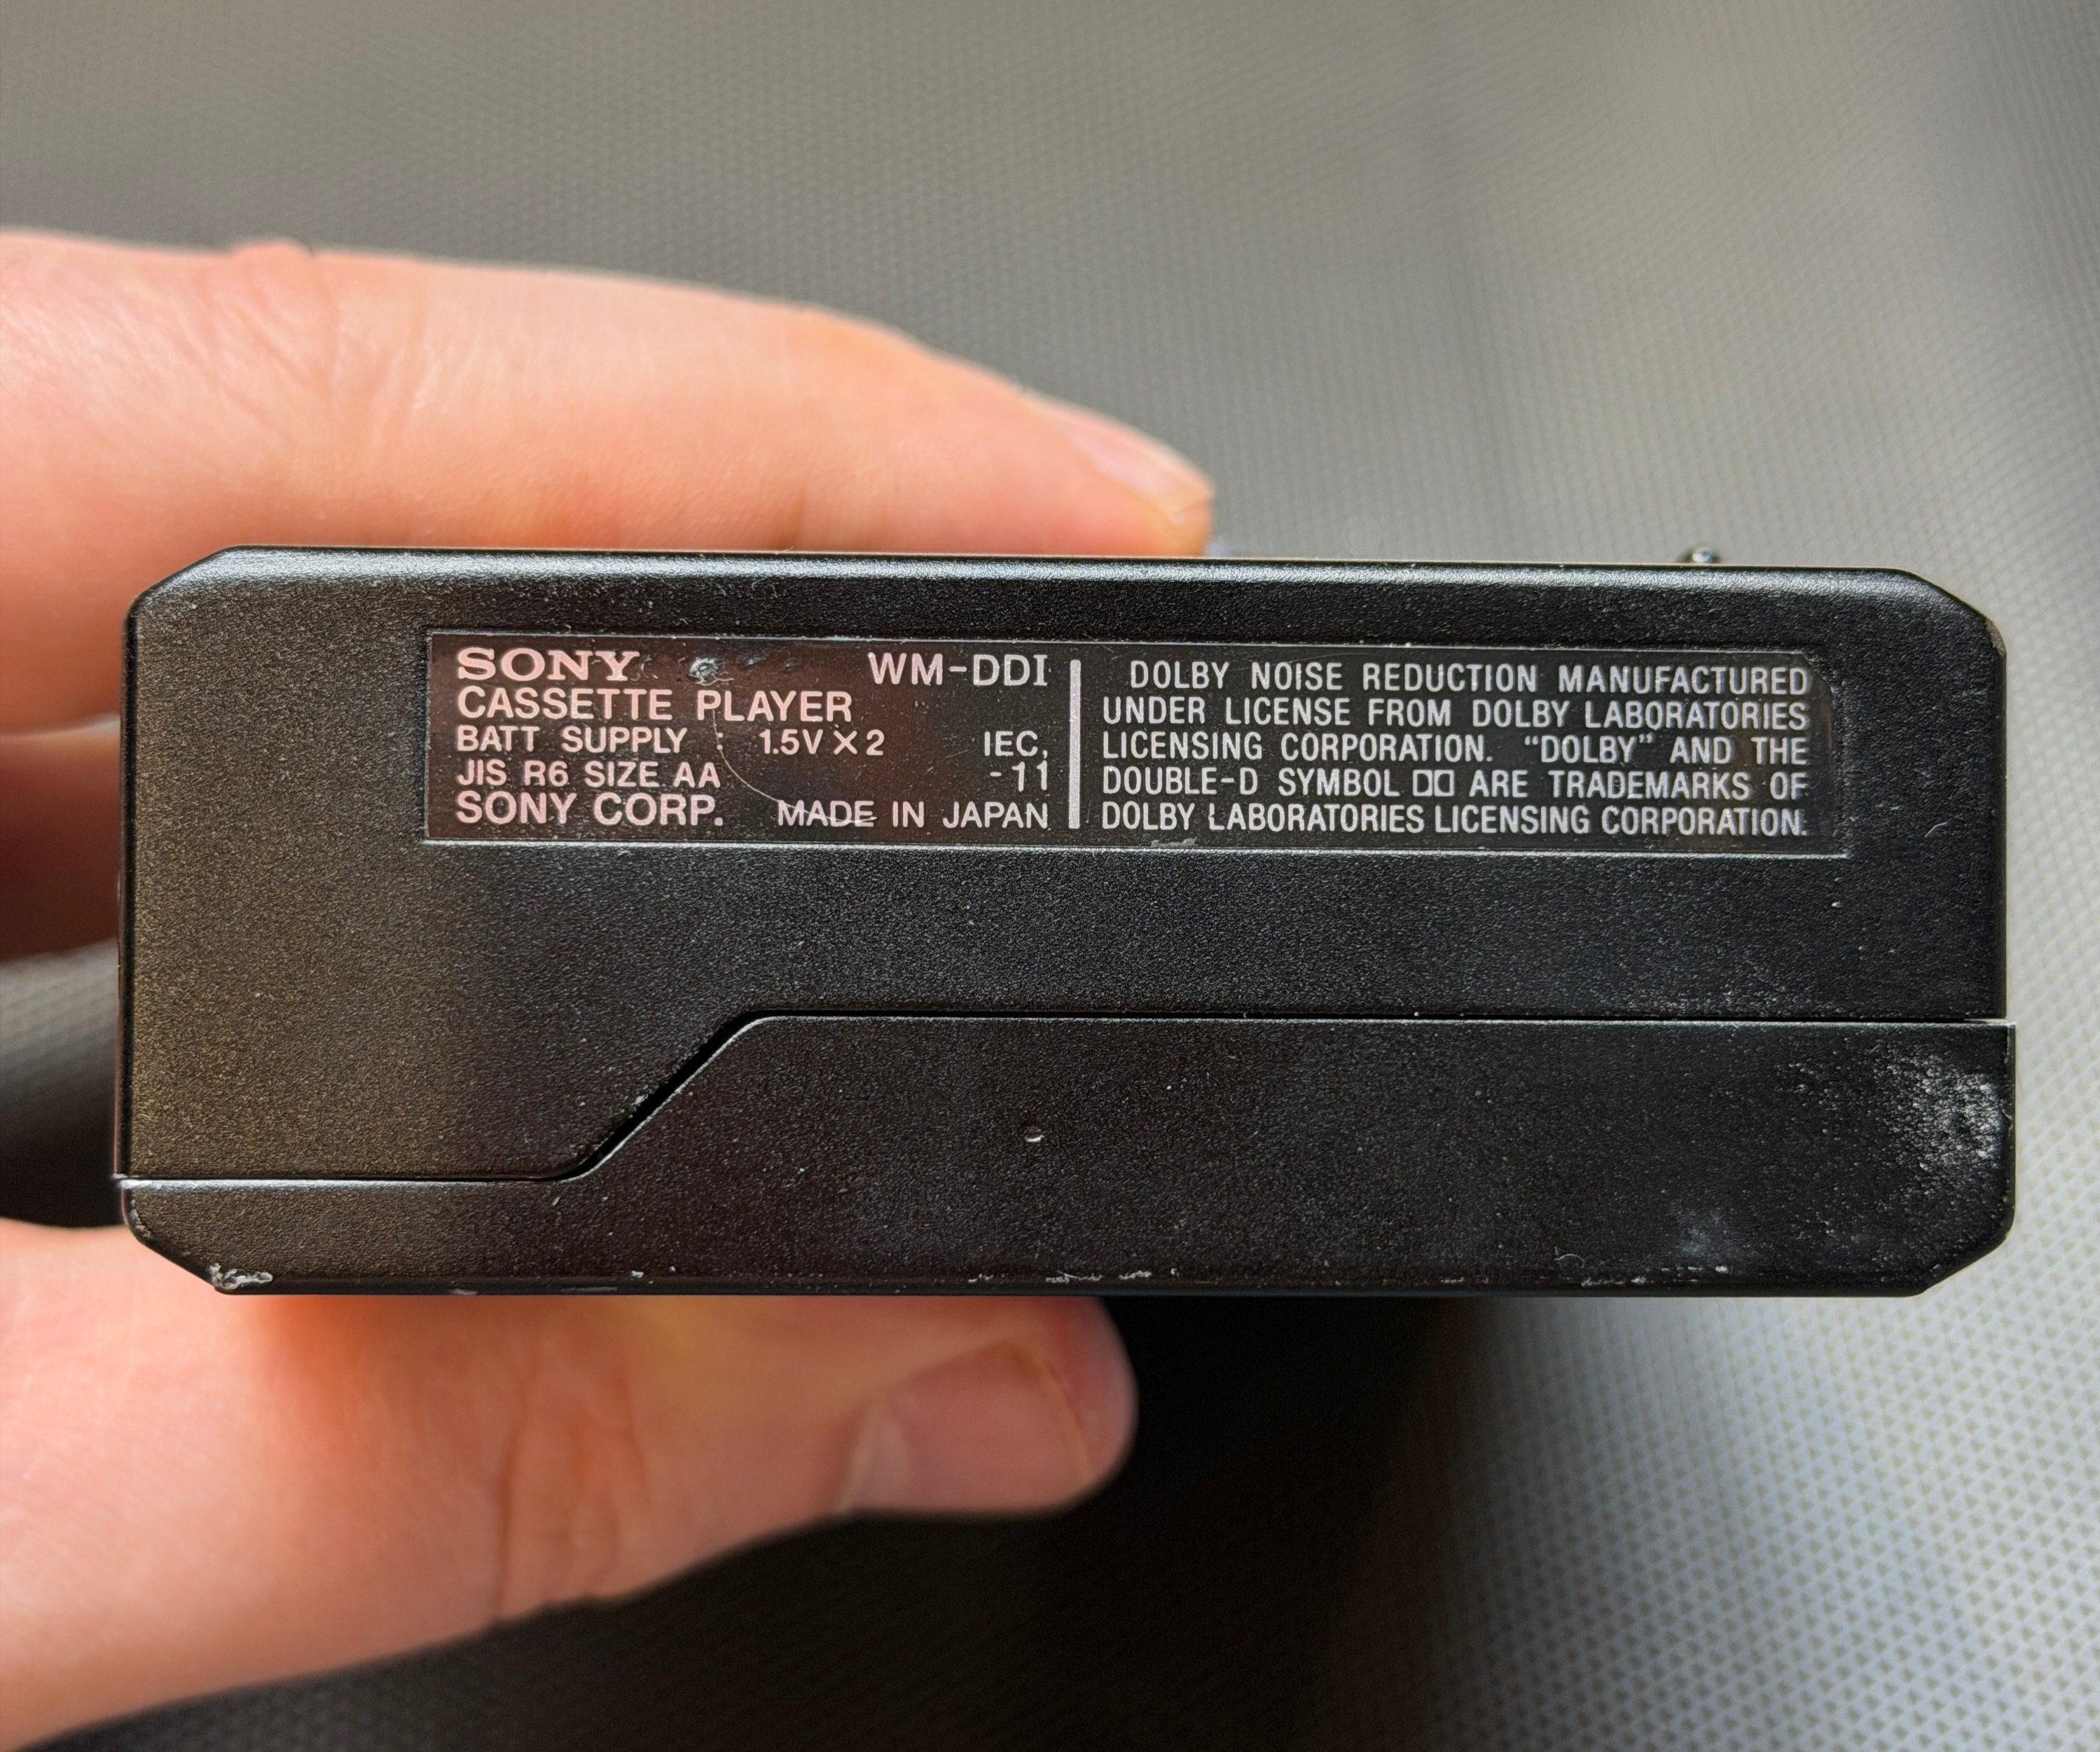 SONY WM-DDI
CASSETTE PLAYER
BATT SUPPLY : 1.5V X 2 IEC,
JIS R6 SIZE AA -11
SONY CORP. MADE IN JAPAN
DOLBY NOISE REDUCTION MANUFACTURED
UNDER LICENSE FROM DOLBY LABORATORIES
LICENSING CORPORATION. “DOLBY” AND THE
DOUBLE-D SYMBOL ARE TRADEMARKS OF
DOLBY LABORATORIES LICENSING CORPORATION.